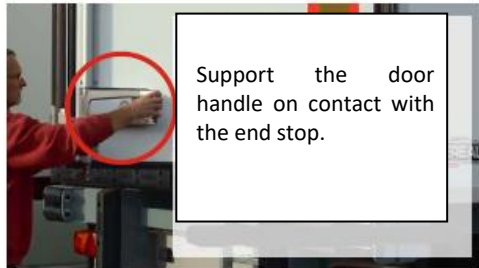 Support the door
handle on contact with
the end stop.